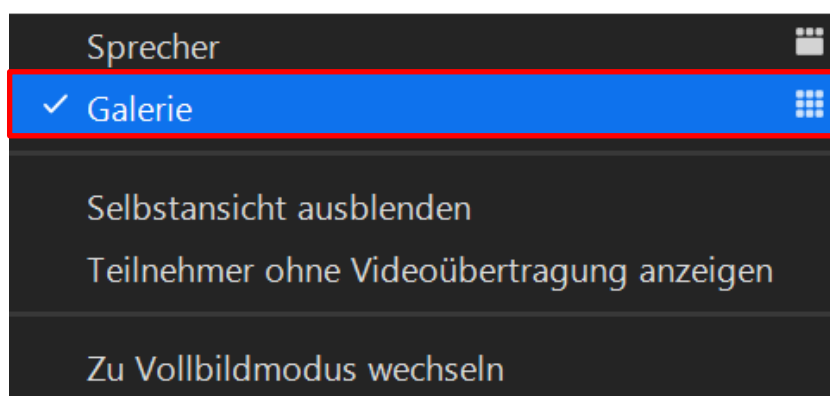 Sprecher
Galerie
Selbstansicht ausblenden
Teilnehmer ohne Videoübertragung anzeigen
Zu Vollbildmodus wechseln